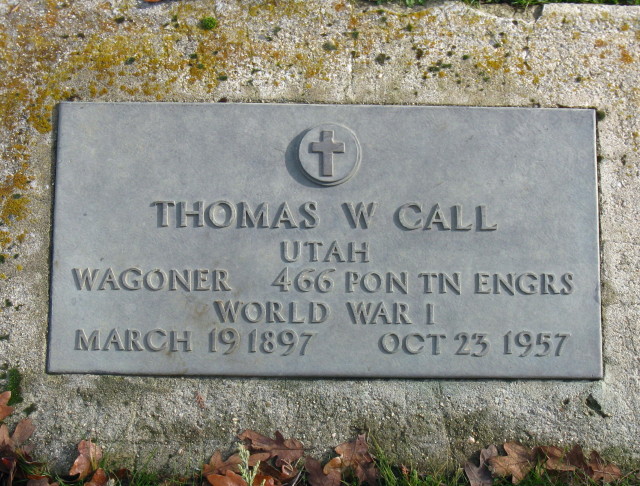 THOMAS W CALL
UTAH
WAGONER 466 PON TN ENGRS
WORLD WAR I
MARCH 19 1897 OCT 23 1957